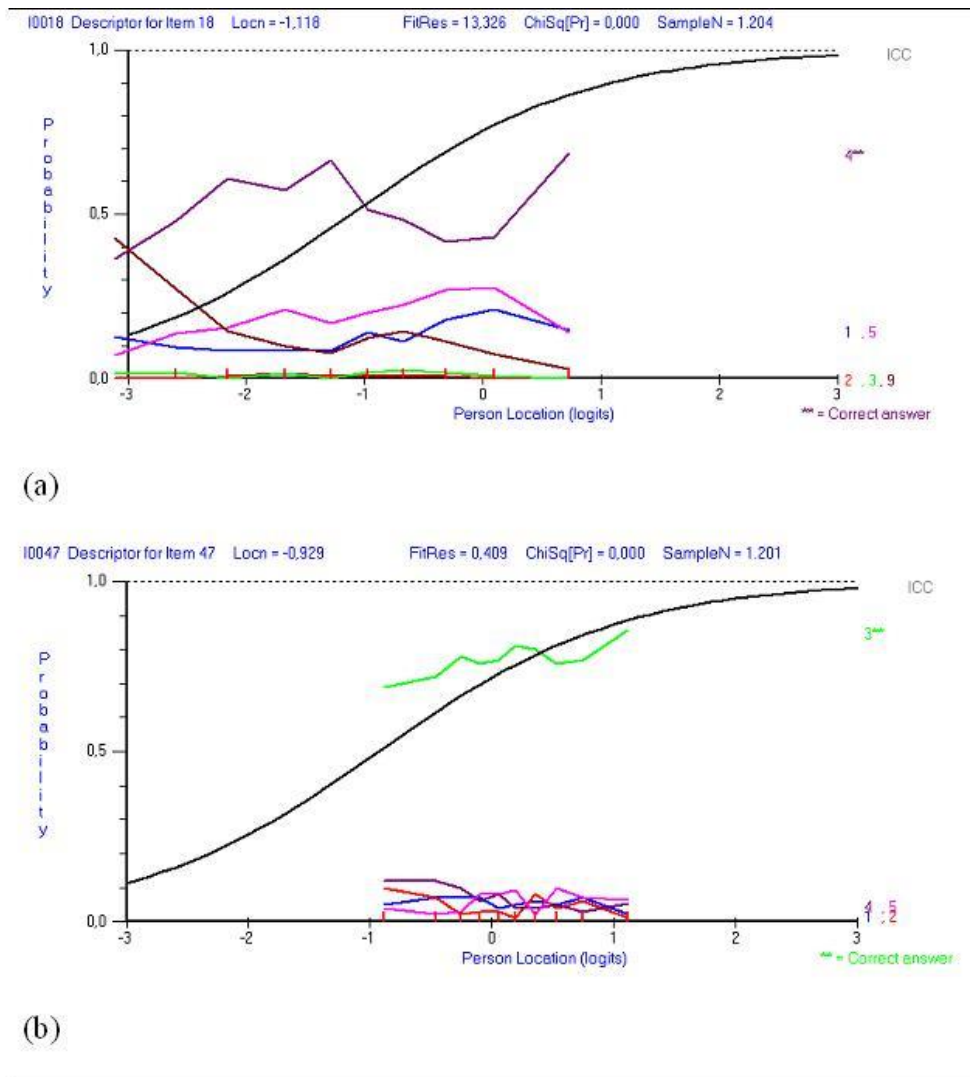 I0018 Descriptor for Item 18 Locn = -1,118 FitRes = 13,326 ChiSq[Pr] = 0,000 SampleN = 1.204
1,0
ICC
Probability
4**
0,5
1 . 5
0,0
2 . 3 . 9
-3 -2 -1 0 1 2 3
Person Location (logits)
** = Correct answer
(a)
I0047 Descriptor for Item 47 Locn = -0,929 FitRes = 0,409 ChiSq[Pr] = 0,000 SampleN = 1.201
1,0
ICC
3**
Probability
0,5
4 . 5
1 . 2
0,0
-3 -2 -1 0 1 2 3
Person Location (logits)
** = Correct answer
(b)